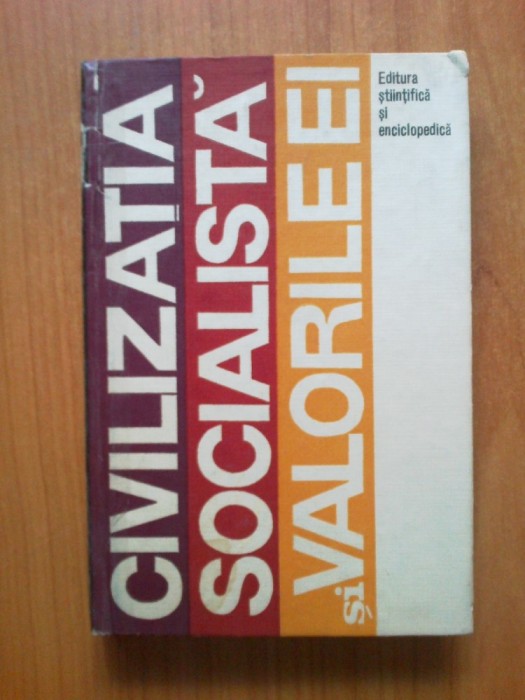 CIVILIZAȚIA
SOCIALISTĂ
și VALORILE EI
Editura
științifică
și
enciclopedică